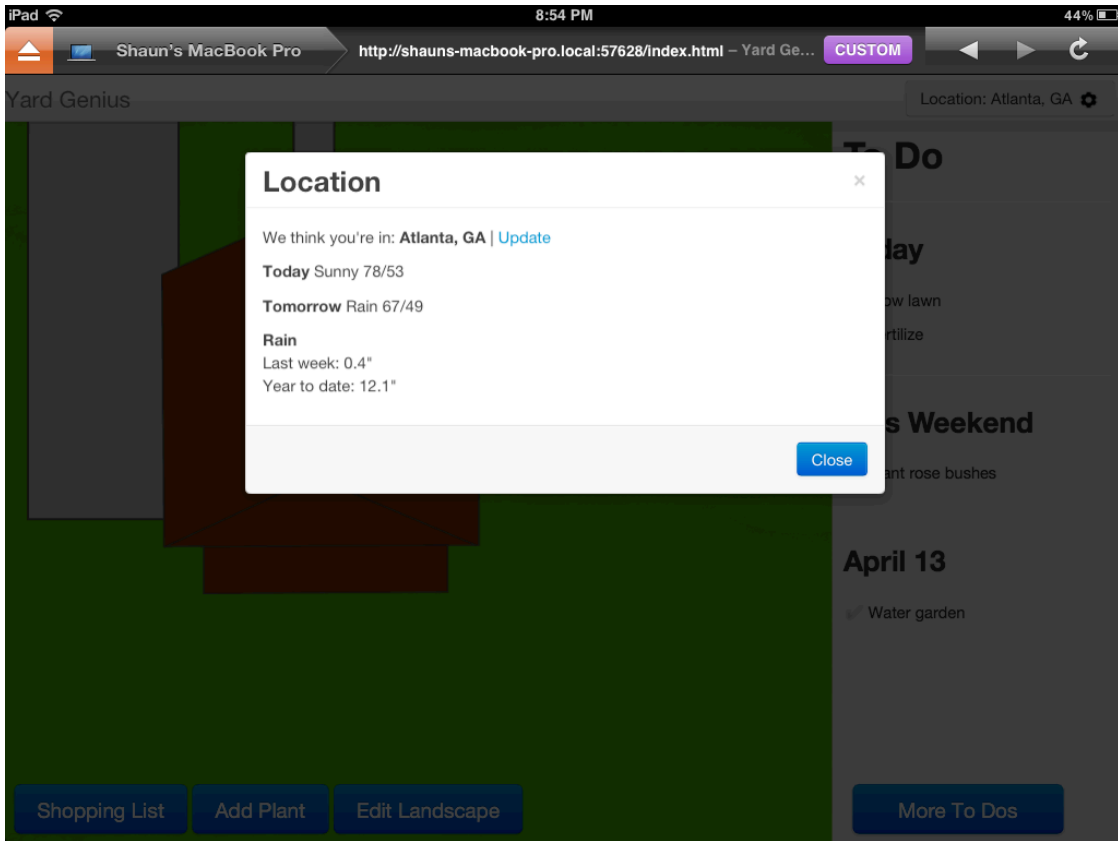 iPad 8:54 PM 44%
Shaun's MacBook Pro http://shauns-macbook-pro.local:57628/index.html – Yard Ge... CUSTOM
Yard Genius Location: Atlanta, GA
To Do
Location ×
We think you're in: Atlanta, GA | Update
Today Sunny 78/53
Tomorrow Rain 67/49
Rain
Last week: 0.4"
Year to date: 12.1"
Close
day
ow lawn
rtilize
s Weekend
ant rose bushes
April 13
Water garden
Shopping List Add Plant Edit Landscape More To Dos